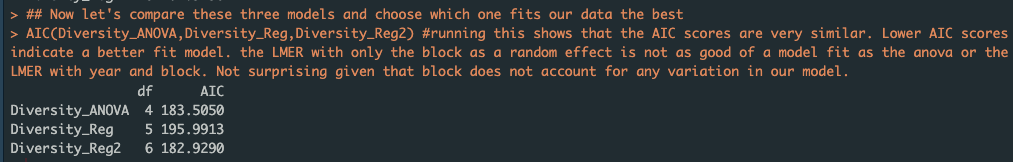 > ## Now let's compare these three models and choose which one fits our data the best
> AIC(Diversity_ANOVA,Diversity_Reg,Diversity_Reg2) #running this shows that the AIC scores are very similar. Lower AIC scores
indicate a better fit model. the LMER with only the block as a random effect is not as good of a model fit as the anova or the
LMER with year and block. Not surprising given that block does not account for any variation in our model.
df AIC
Diversity_ANOVA 4 183.5050
Diversity_Reg 5 195.9913
Diversity_Reg2 6 182.9290